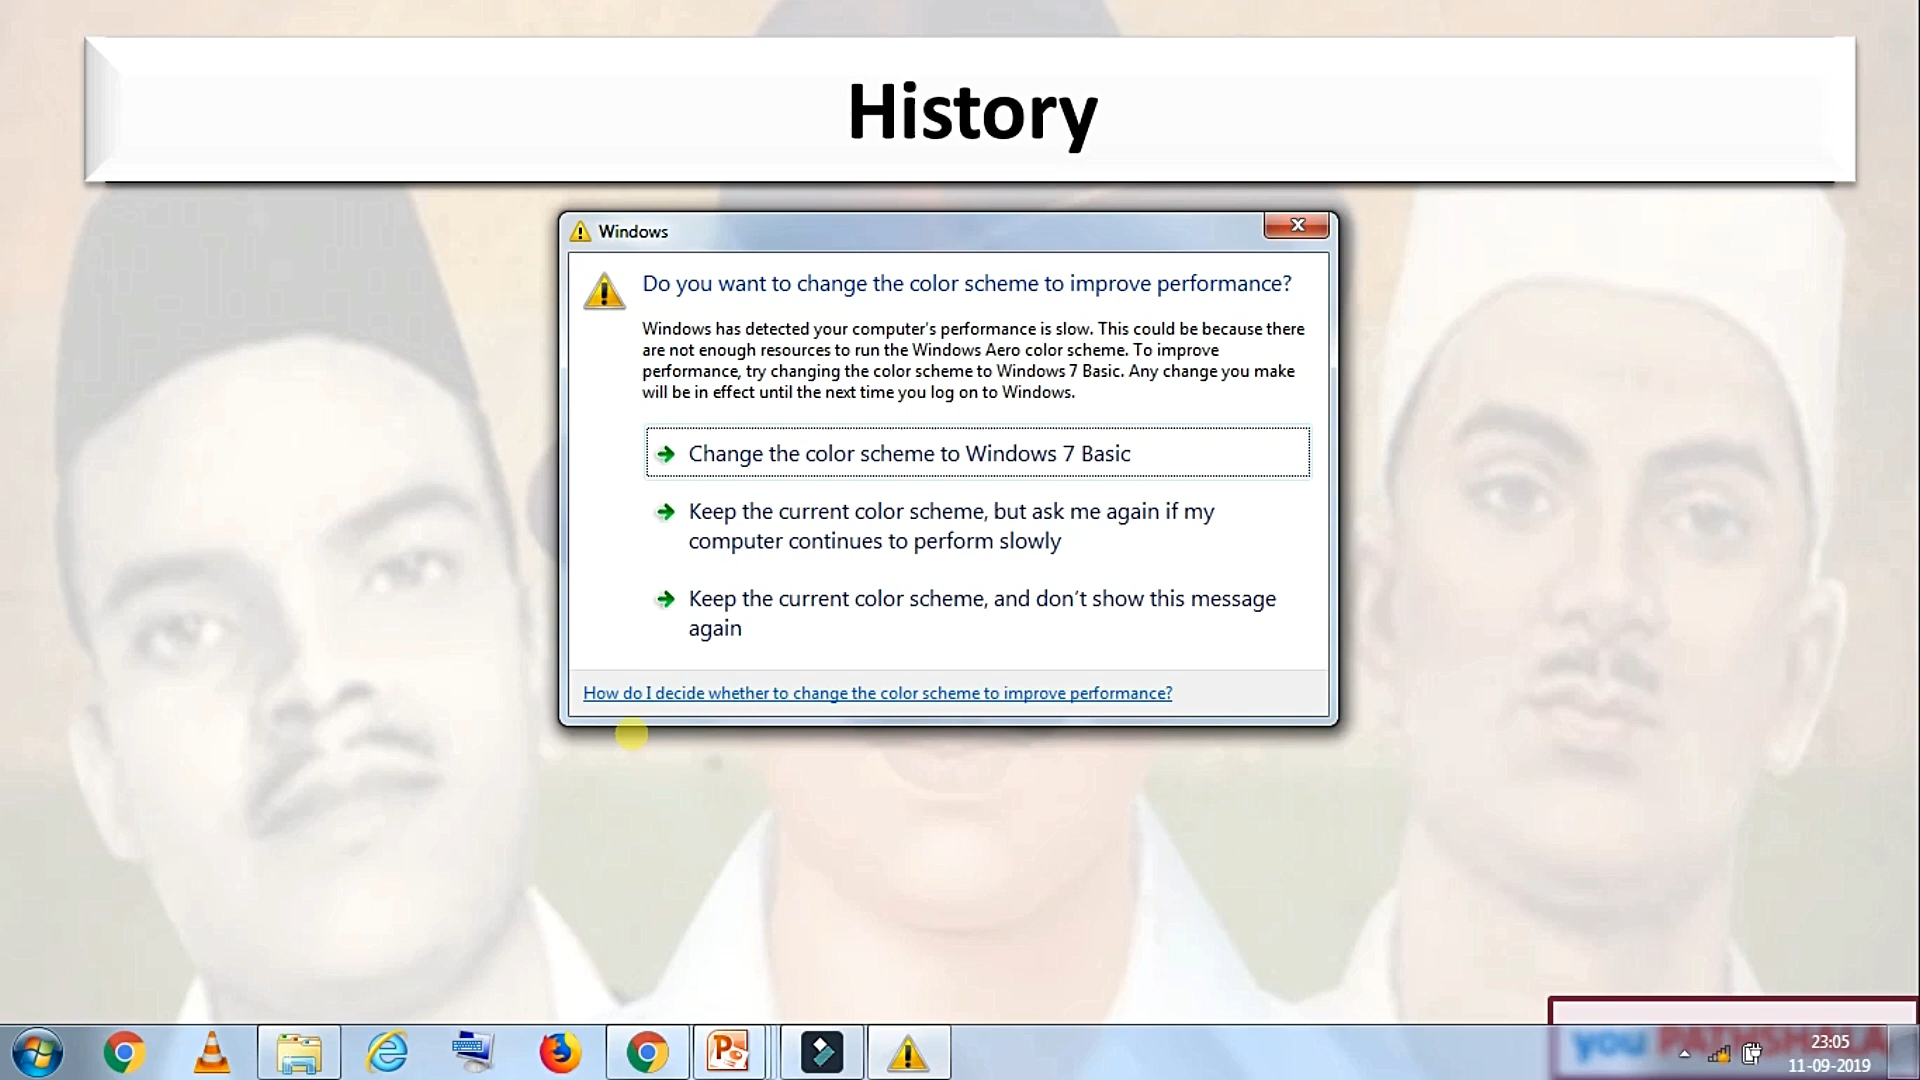 History
Windows
Do you want to change the color scheme to improve performance?
Windows has detected your computer's performance is slow. This could be because there
are not enough resources to run the Windows Aero color scheme. To improve
performance, try changing the color scheme to Windows 7 Basic. Any change you make
will be in effect until the next time you log on to Windows.
Change the color scheme to Windows 7 Basic
Keep the current color scheme, but ask me again if my
computer continues to perform slowly
Keep the current color scheme, and don't show this message
again
How do I decide whether to change the color scheme to improve performance?
you PATHSHALA
23:05
11-09-2019